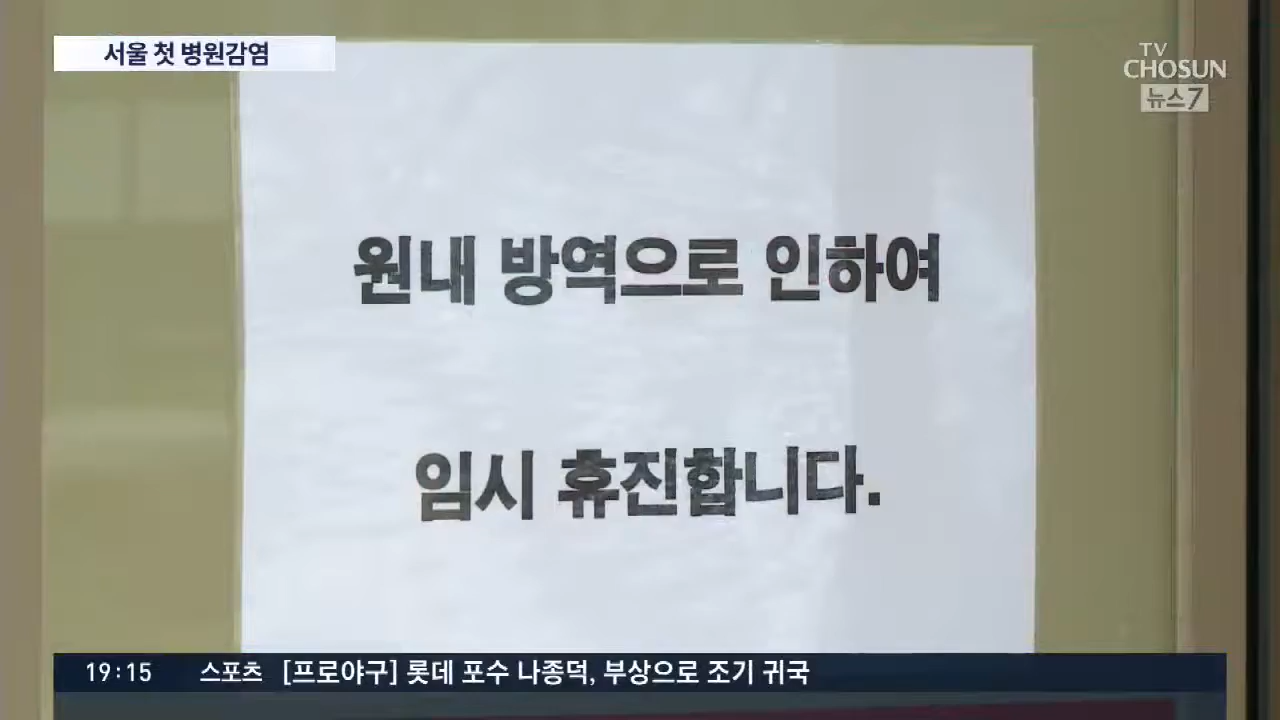 서울 첫 병원감염
TV
CHOSUN
뉴스7
원내 방역으로 인하여
임시 휴진합니다.
19:15 스포츠 [프로야구] 롯데 포수 나종덕, 부상으로 조기 귀국